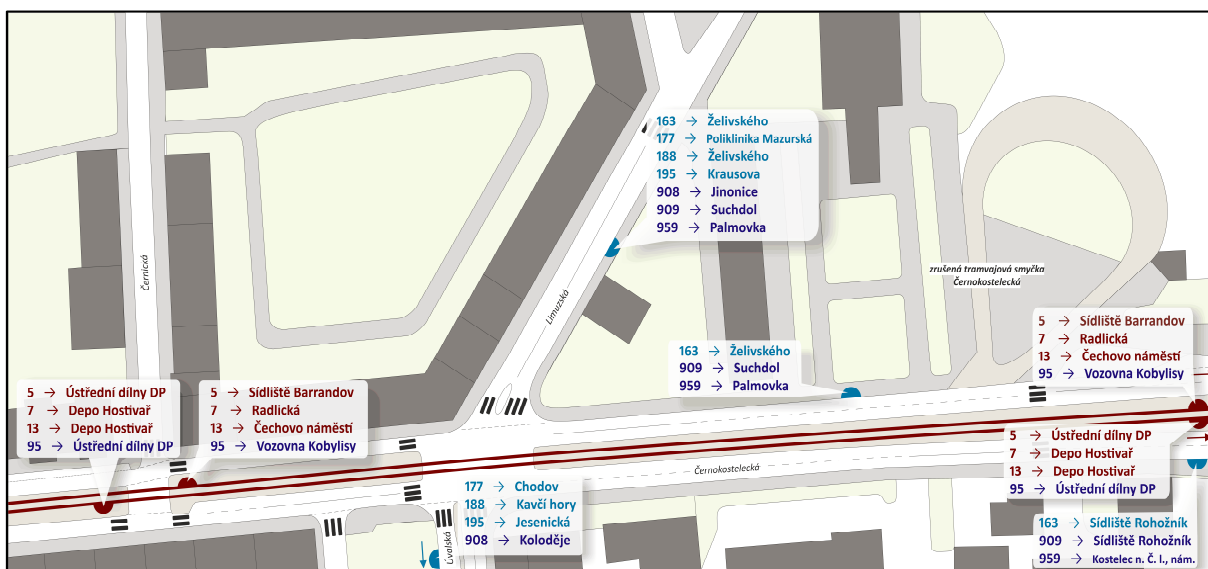 163 → Želivského
177 → Poliklinika Mazurská
188 → Želivského
195 → Krausova
908 → Jinonice
909 → Suchdol
959 → Palmovka
Černická
Limuzská
zrušená tramvajová smyčka
Černokostelecká
5 → Sídliště Barrandov
7 → Radlická
13 → Čechovo náměstí
95 → Vozovna Kobylisy
163 → Želivského
909 → Suchdol
959 → Palmovka
5 → Ústřední dílny DP
7 → Depo Hostivař
13 → Depo Hostivař
95 → Ústřední dílny DP
5 → Sídliště Barrandov
7 → Radlická
13 → Čechovo náměstí
95 → Vozovna Kobylisy
5 → Ústřední dílny DP
7 → Depo Hostivař
13 → Depo Hostivař
95 → Ústřední dílny DP
Černokostelecká
177 → Chodov
188 → Kavčí hory
195 → Jesenická
908 → Koloděje
Úvalská
163 → Sídliště Rohožník
909 → Sídliště Rohožník
959 → Kostelec n. Č. l., nám.